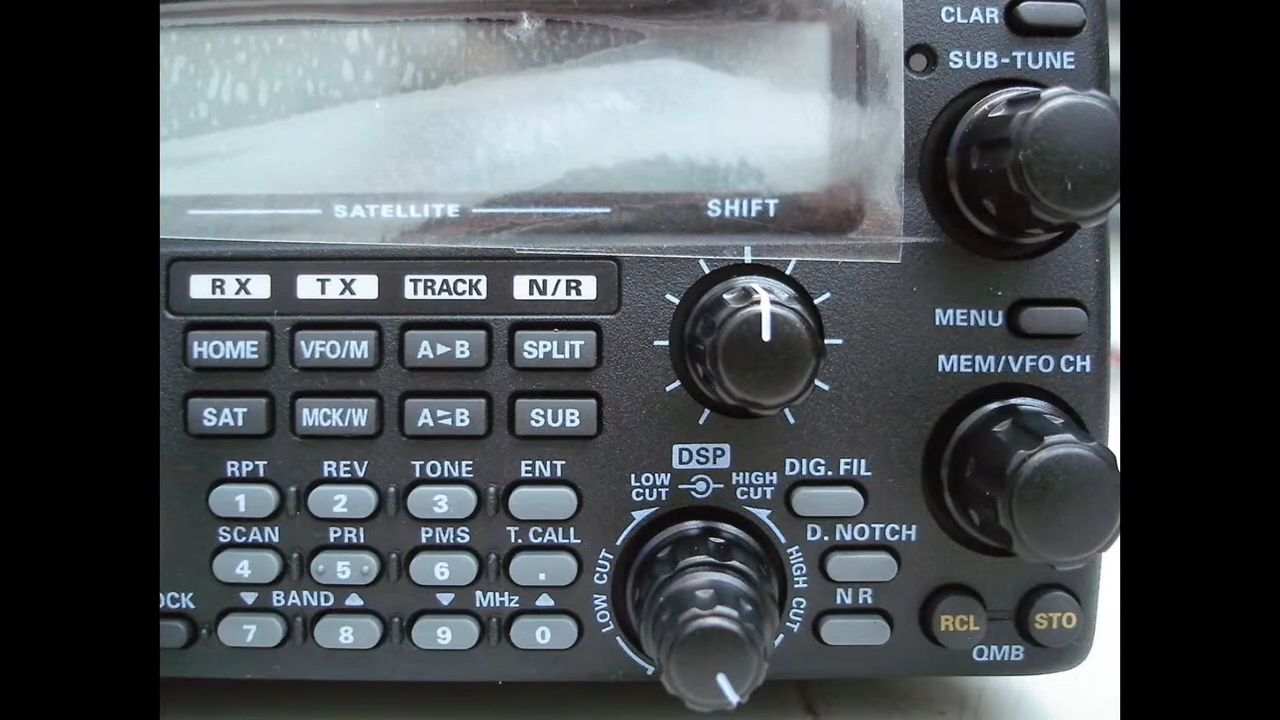 CLAR
SUB-TUNE
SATELLITE
SHIFT
RX TX TRACK N/R
HOME VFO/M A▶B SPLIT
MENU
MEM/VFO CH
SAT MCK/W A⇄B SUB
DSP
RPT REV TONE ENT
LOW CUT HIGH CUT
DIG. FIL
1 2 3
SCAN PRI PMS T. CALL
D. NOTCH
4 5 6 .
LOW CUT HIGH CUT
▼ BAND ▲ ▼ MHz ▲
NR
7 8 9 0
RCL STO
QMB